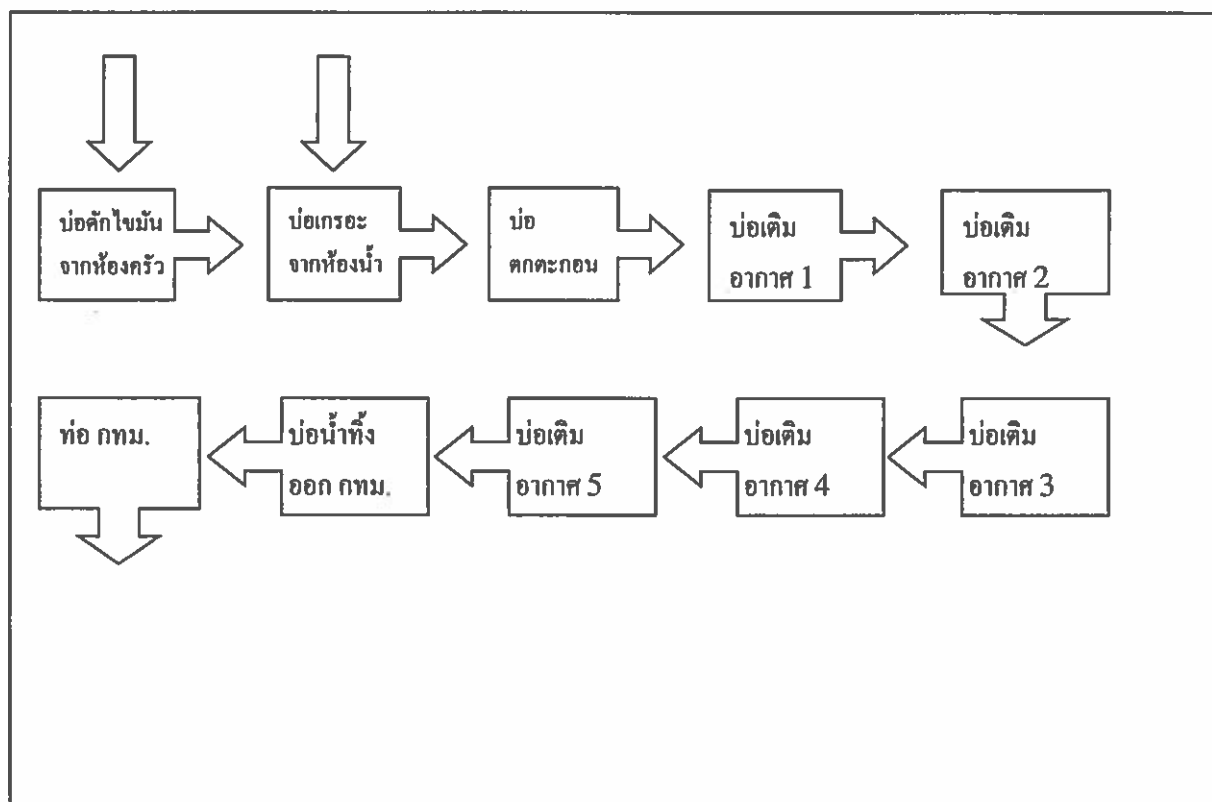 บ่อดักไขมัน
จากห้องครัว
บ่อเกรอะ
จากห้องน้ำ
บ่อ
ตกตะกอน
บ่อเติม
อากาศ 1
บ่อเติม
อากาศ 2
ท่อ กทม.
บ่อน้ำทิ้ง
ออก กทม.
บ่อเติม
อากาศ 5
บ่อเติม
อากาศ 4
บ่อเติม
อากาศ 3